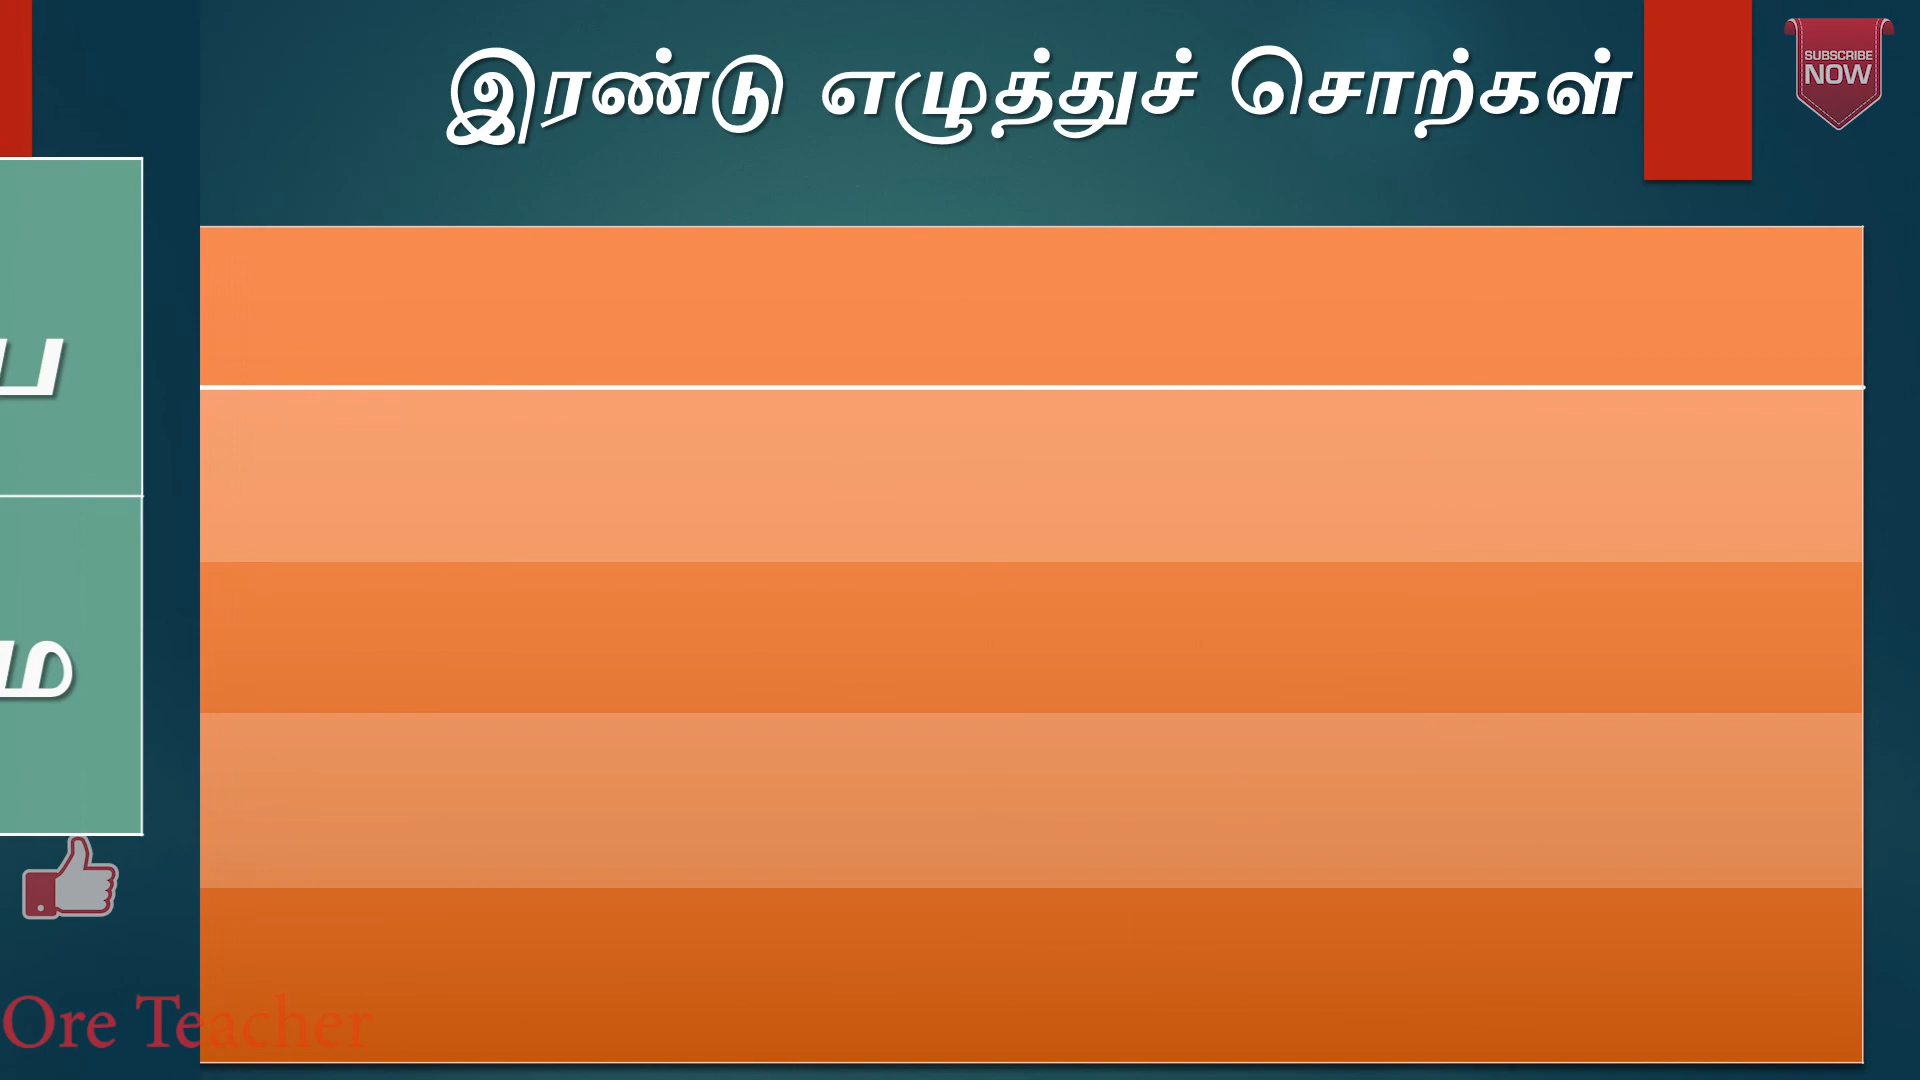 இரண்டு எழுத்துச் சொற்கள்
SUBSCRIBE
NOW
ப
ம
Ore Teacher